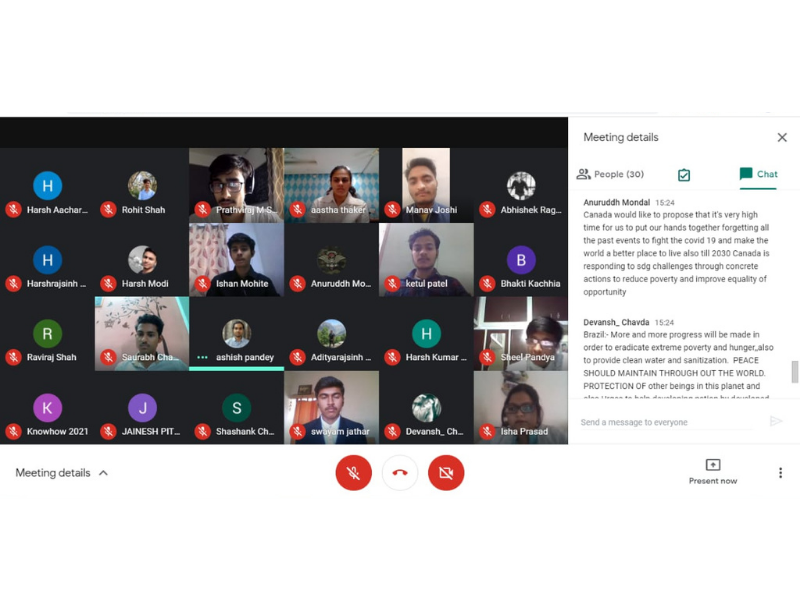 H
Harsh Aachar...
Rohit Shah
Prathviraj M S...
aastha thaker
Manav Joshi
Abhishek Rag...
H
Harshrajsinh ...
Harsh Modi
Ishan Mohite
Anuruddh Mo...
ketul patel
B
Bhakti Kachhia
R
Raviraj Shah
Saurabh Cha...
ashish pandey
Adityarajsinh ...
H
Harsh Kumar ...
Sheel Pandya
K
Knowhow 2021
J
JAINESH PIT...
S
Shashank Ch...
swayam jathar
Devansh_ Ch...
Isha Prasad
Meeting details
People (30)
Chat
Anuruddh Mondal 15:24
Canada would like to propose that it's very high
time for us to put our hands together forgetting all
the past events to fight the covid 19 and make the
world a better place to live also till 2030 Canada is
responding to sdg challenges through concrete
actions to reduce poverty and improve equality of
opportunity
Devansh_ Chavda 15:24
Brazil:- More and more progress will be made in
order to eradicate extreme poverty and hunger,,also
to provide clean water and sanitization. PEACE
SHOULD MAINTAIN THROUGH OUT THE WORLD.
PROTECTION OF other beings in this planet and
Send a message to everyone
Meeting details
Present now